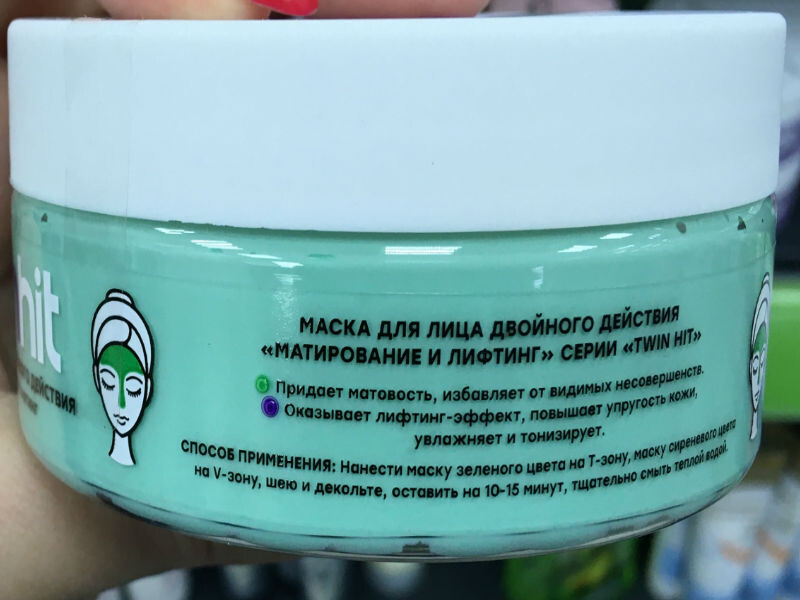 hit
ДЕЙСТВИЯ
МАСКА ДЛЯ ЛИЦА ДВОЙНОГО ДЕЙСТВИЯ
«МАТИРОВАНИЕ И ЛИФТИНГ» СЕРИИ «TWIN HIT»
Придает матовость, избавляет от видимых несовершенств.
Оказывает лифтинг-эффект, повышает упругость кожи,
увлажняет и тонизирует.
СПОСОБ ПРИМЕНЕНИЯ: Нанести маску зеленого цвета на Т-зону, маску сиреневого цвета
на V-зону, шею и декольте, оставить на 10-15 минут, тщательно смыть теплой водой.